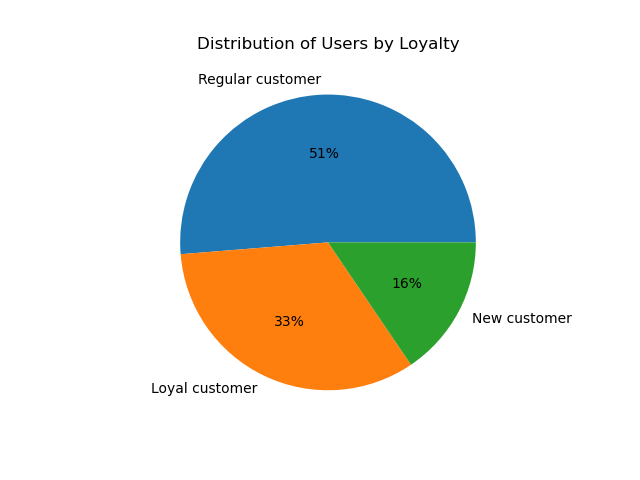 Distribution of Users by Loyalty
Regular customer
51%
16%
33%
New customer
Loyal customer